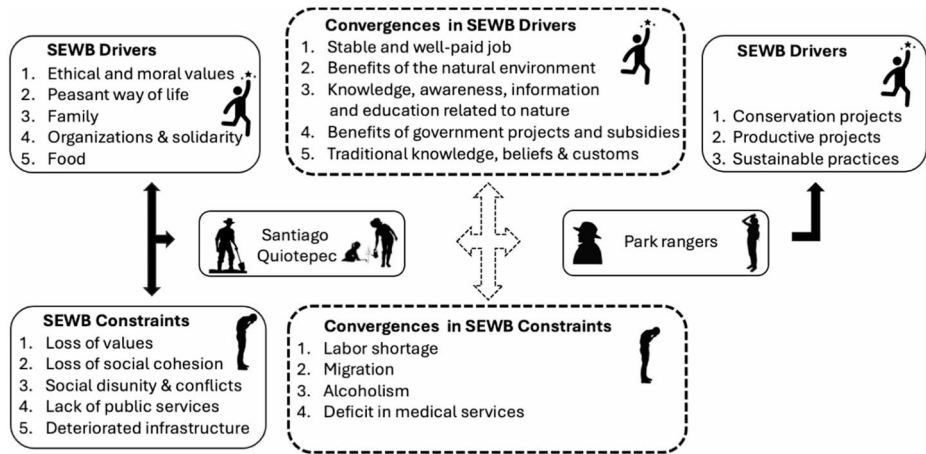 SEWB Drivers
1. Ethical and moral values
2. Peasant way of life
3. Family
4. Organizations & solidarity
5. Food
Convergences in SEWB Drivers
1. Stable and well-paid job
2. Benefits of the natural environment
3. Knowledge, awareness, information
and education related to nature
4. Benefits of government projects and subsidies
5. Traditional knowledge, beliefs & customs
SEWB Drivers
1. Conservation projects
2. Productive projects
3. Sustainable practices
Santiago
Quiotepec
Park rangers
SEWB Constraints
1. Loss of values
2. Loss of social cohesion
3. Social disunity & conflicts
4. Lack of public services
5. Deteriorated infrastructure
Convergences in SEWB Constraints
1. Labor shortage
2. Migration
3. Alcoholism
4. Deficit in medical services